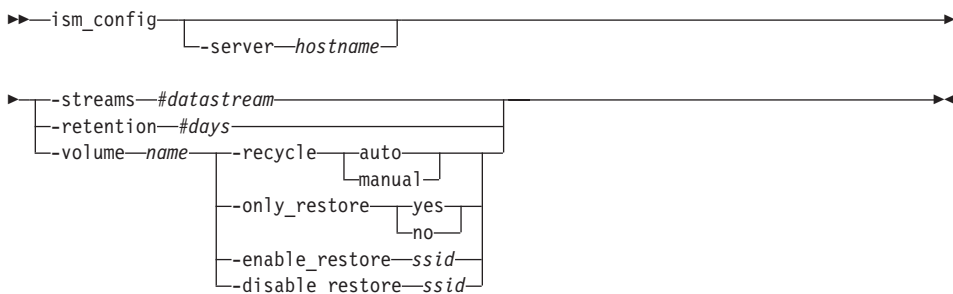 ism_config
-server hostname
-streams #datastream
-retention #days
-volume name -recycle auto
manual
-only_restore yes
no
-enable_restore ssid
-disable restore ssid